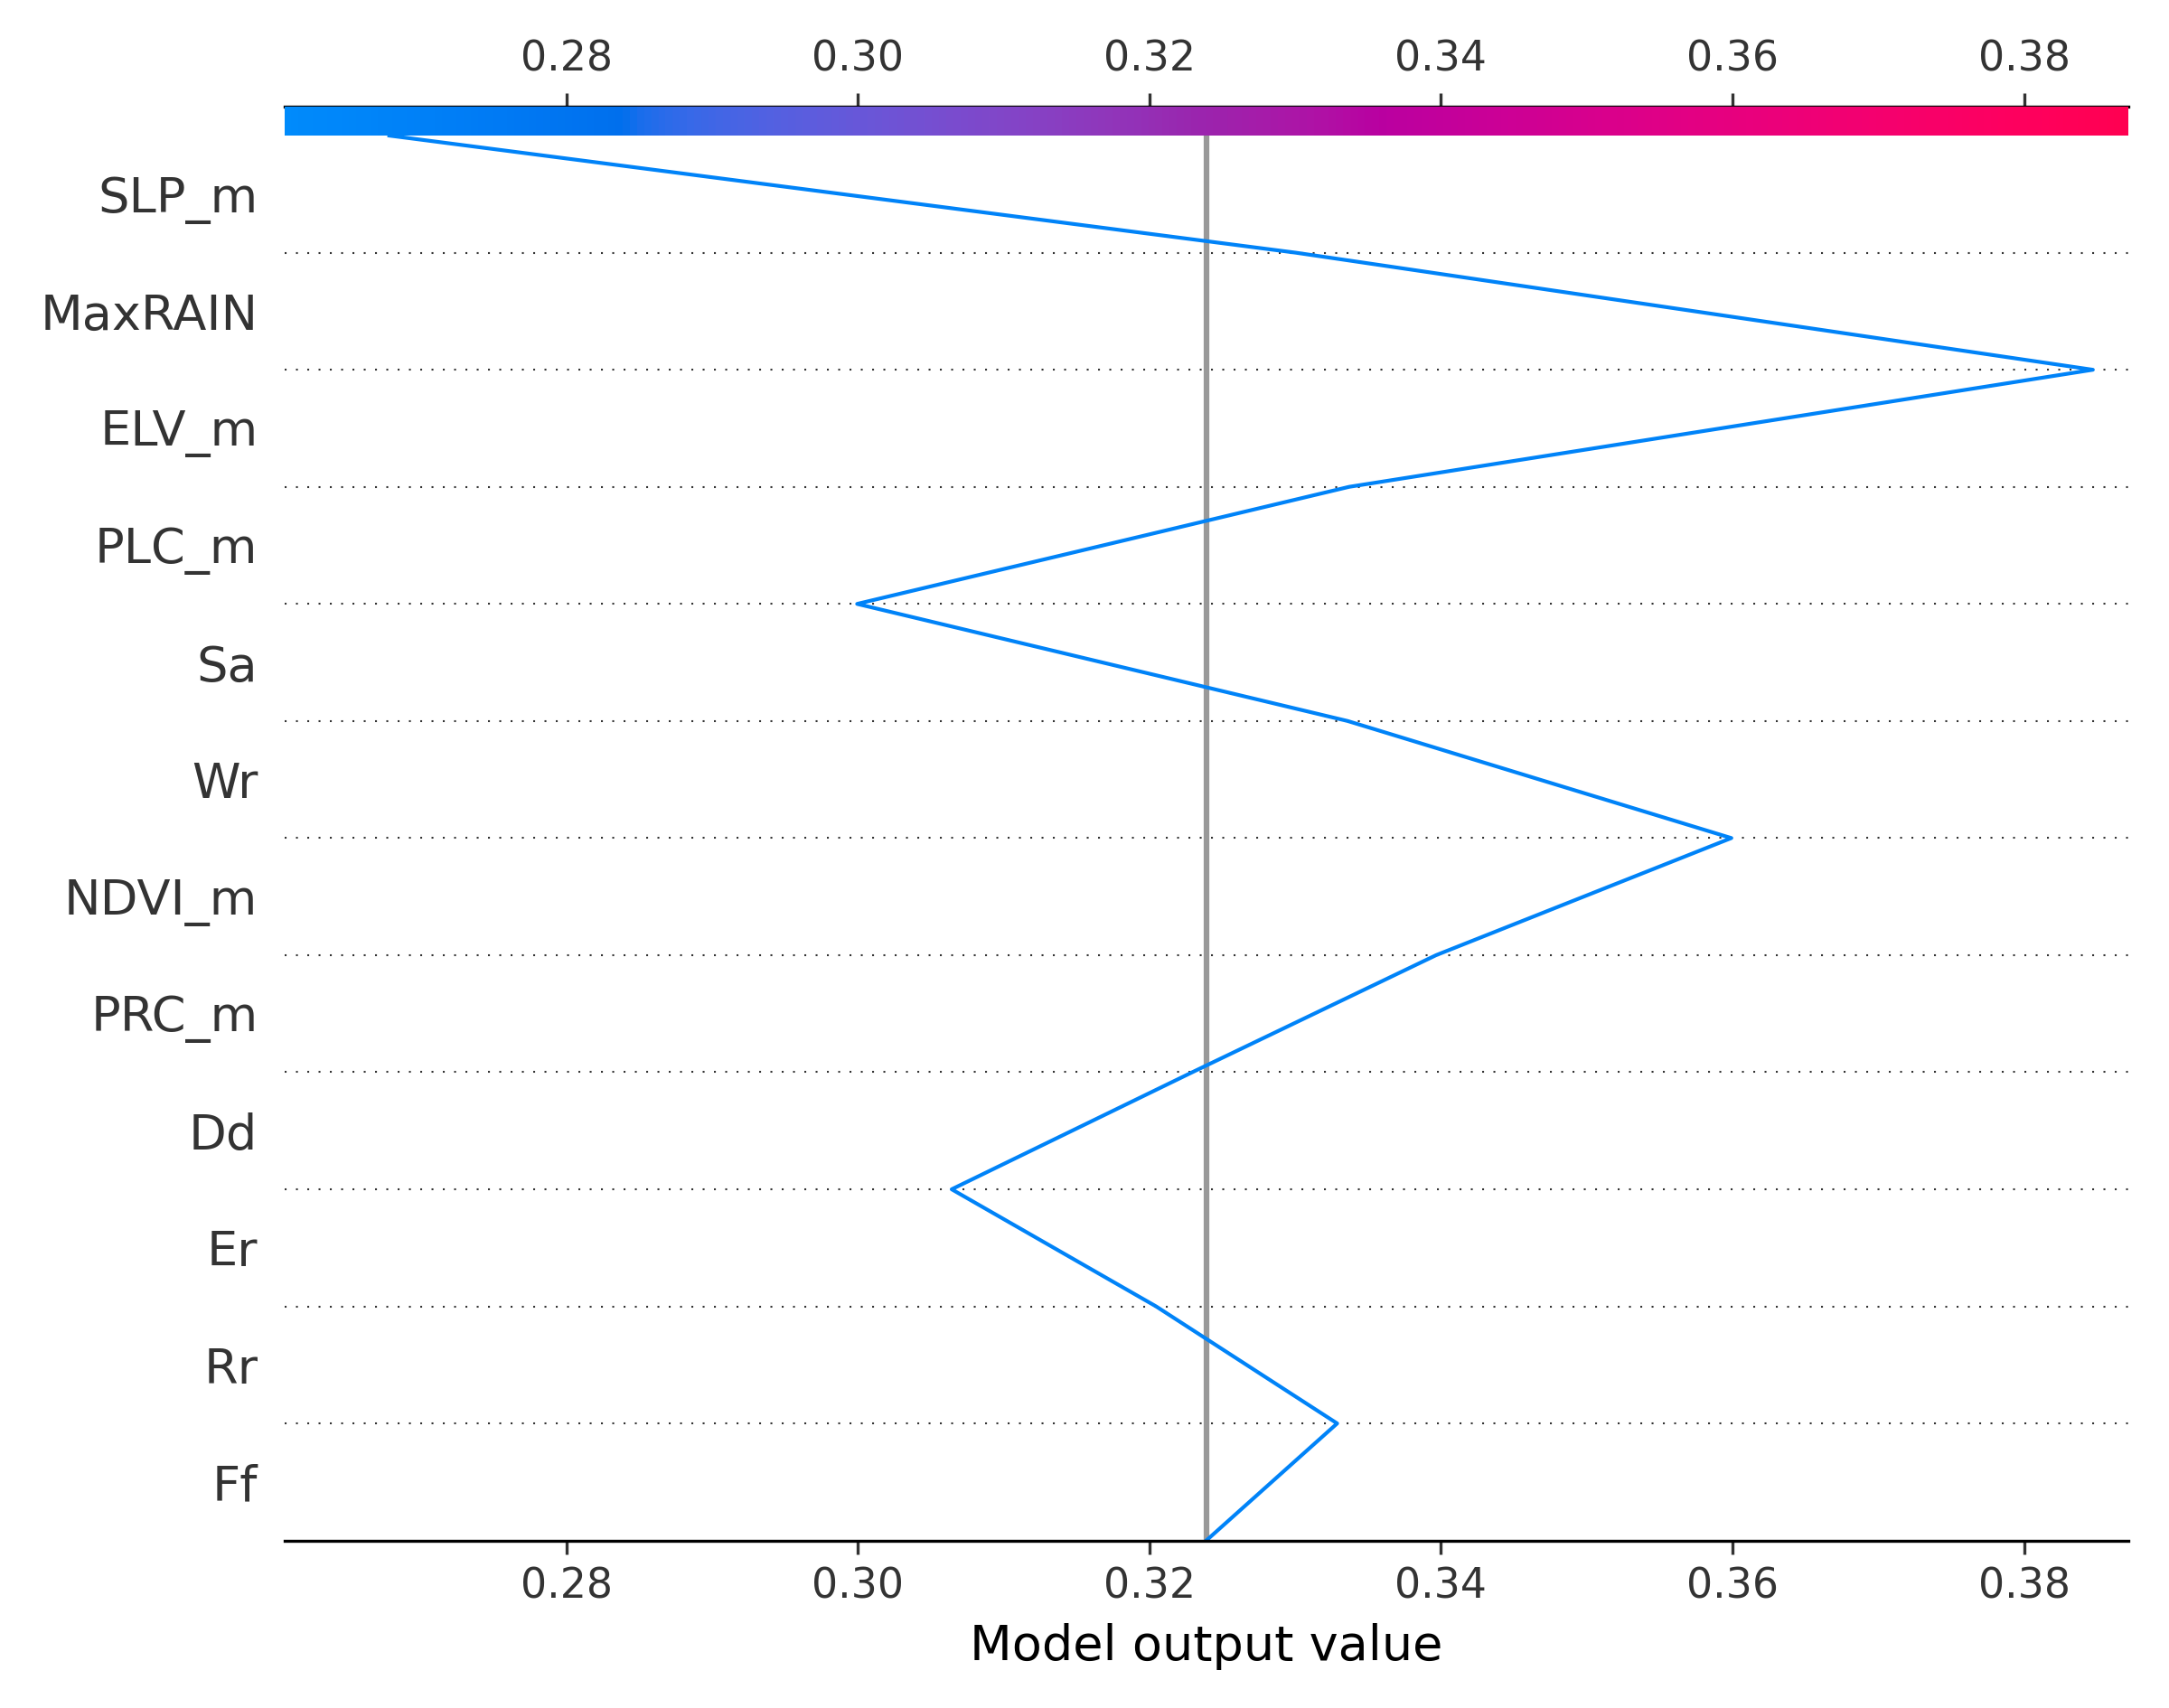 0.28 0.30 0.32 0.34 0.36 0.38
SLP_m
MaxRAIN
ELV_m
PLC_m
Sa
Wr
NDVI_m
PRC_m
Dd
Er
Rr
Ff
0.28 0.30 0.32 0.34 0.36 0.38
Model output value